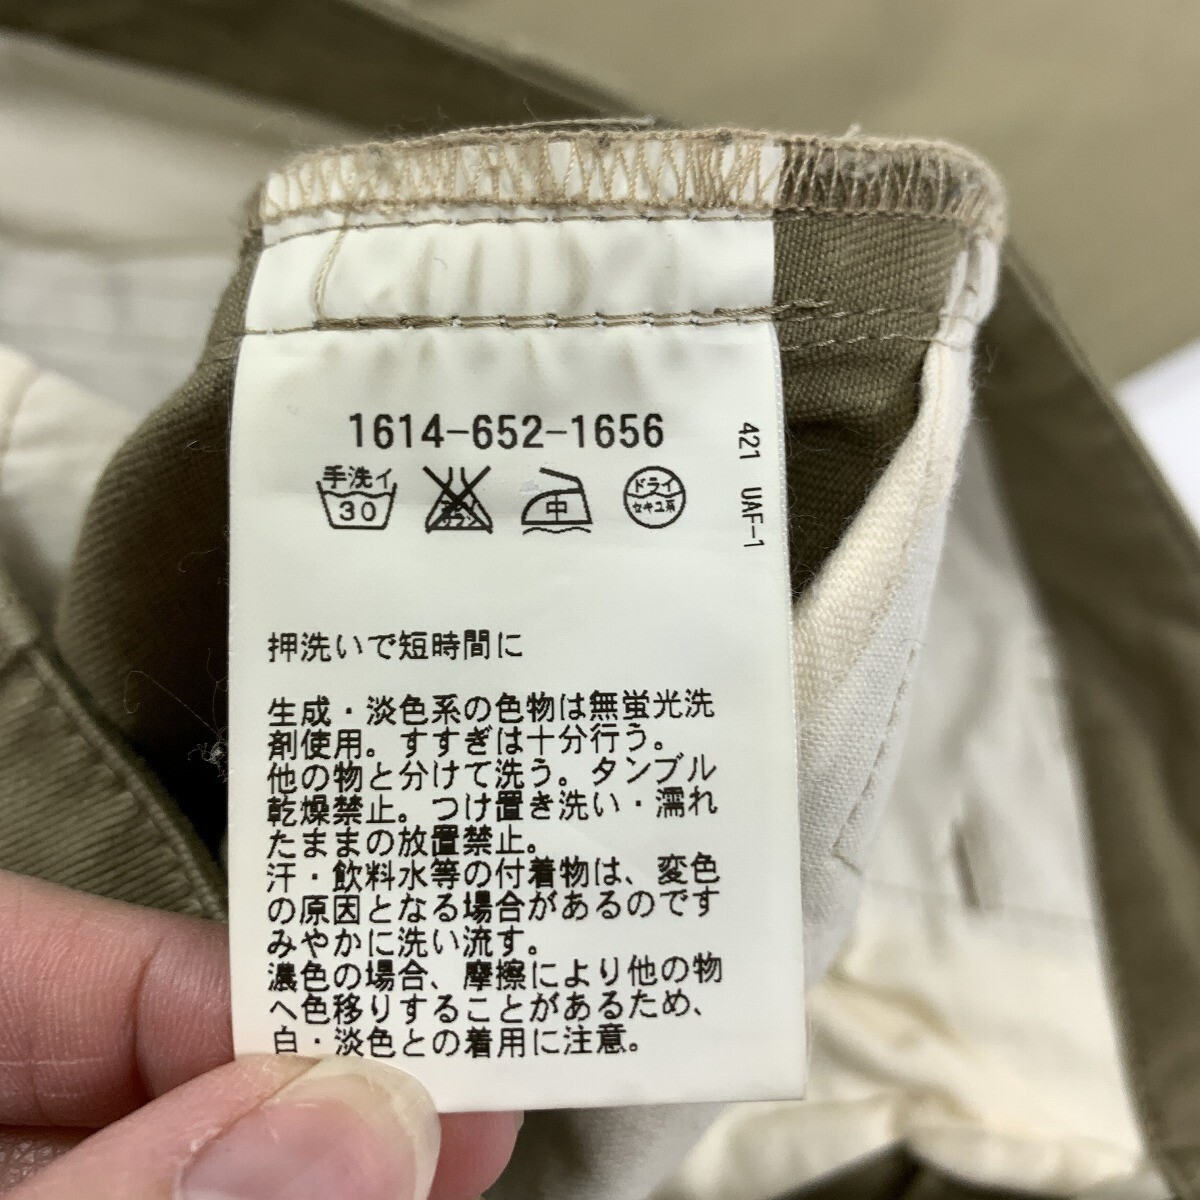 1614-652-1656
手洗イ
30
中
ドライ
セキユ系
421 UAF-1
押洗いで短時間に
生成・淡色系の色物は無蛍光洗
剤使用。すすぎは十分行う。
他の物と分けて洗う。タンブル
乾燥禁止。つけ置き洗い・濡れ
たままの放置禁止。
汗・飲料水等の付着物は、変色
の原因となる場合があるのです
みやかに洗い流す。
濃色の場合、摩擦により他の物
へ色移りすることがあるため、
白・淡色との着用に注意。